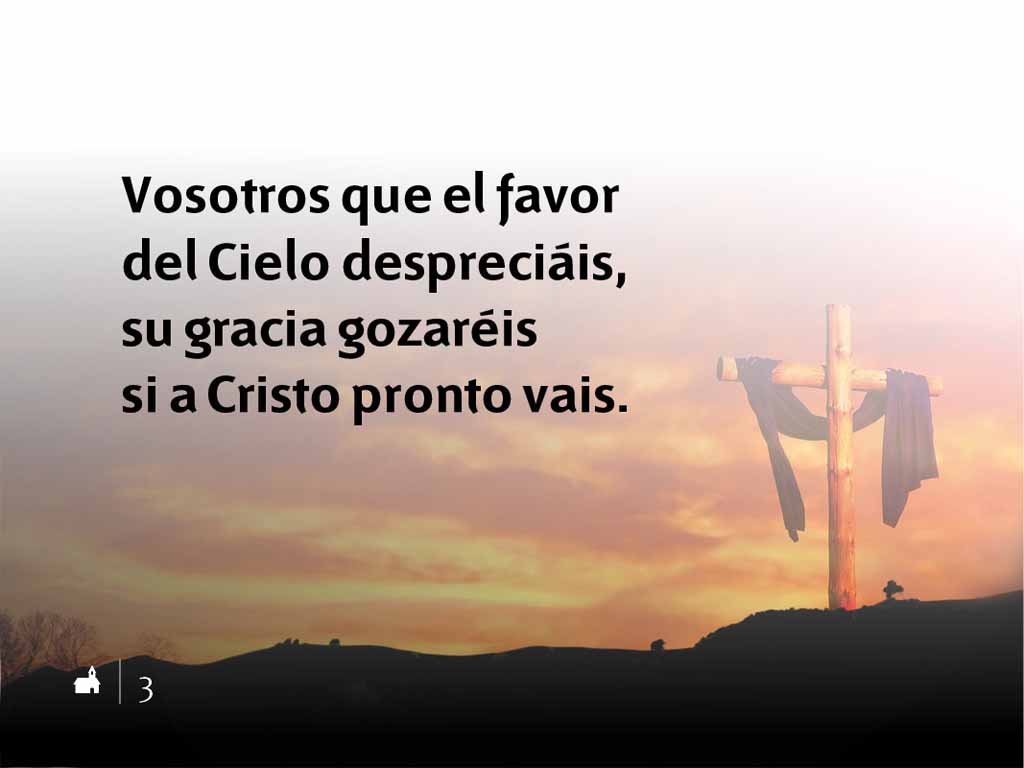 Vosotros que el favor
del Cielo despreciáis,
su gracia gozaréis
si a Cristo pronto vais.
3